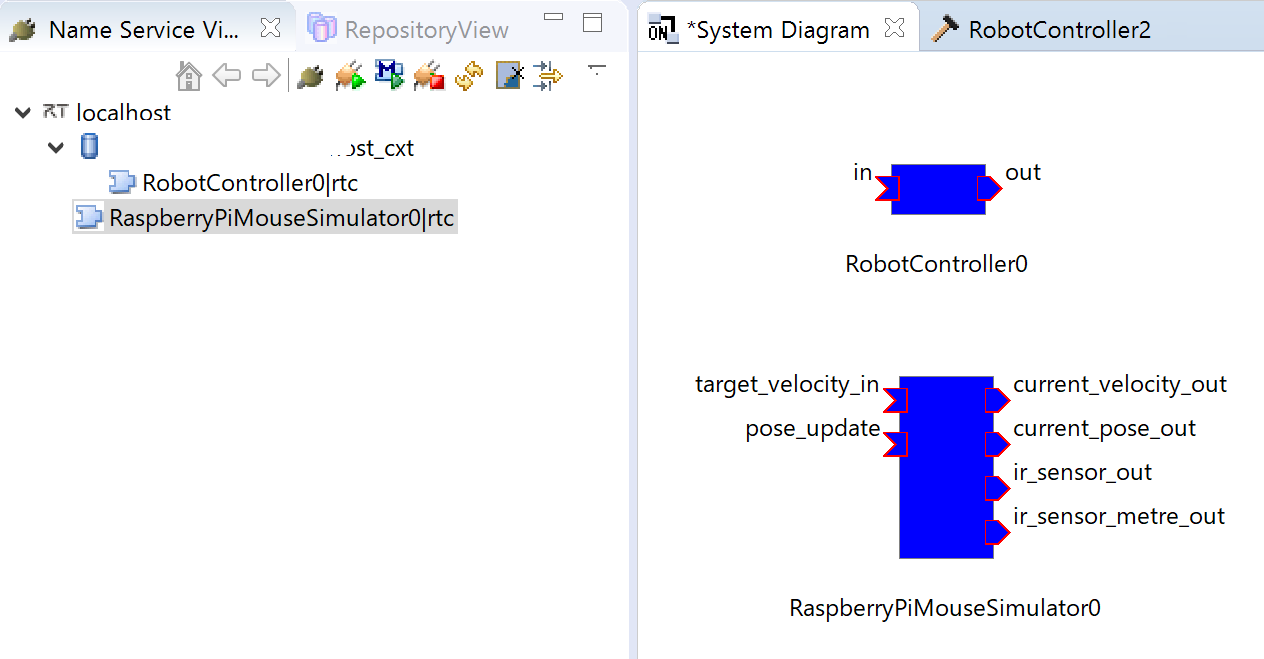 Name Service Vi...
RepositoryView
localhost
ost_cxt
RobotController0|rtc
RaspberryPiMouseSimulator0|rtc
ON
*System Diagram
RobotController2
in
out
RobotController0
target_velocity_in
current_velocity_out
pose_update
current_pose_out
ir_sensor_out
ir_sensor_metre_out
RaspberryPiMouseSimulator0